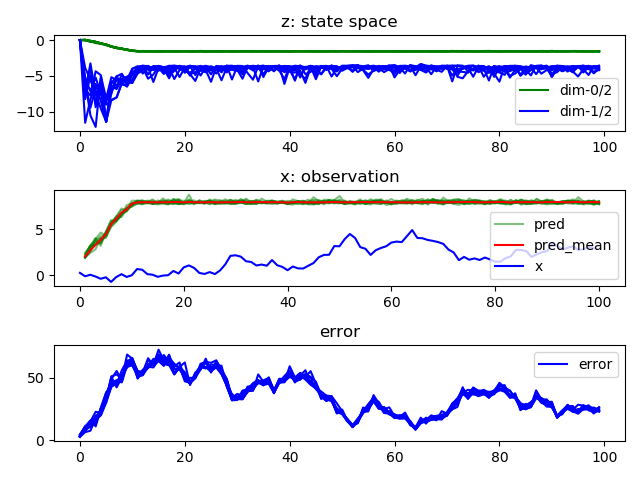 z: state space
0
−5
−10
dim-0/2
dim-1/2
0 20 40 60 80 100
x: observation
5
0
pred
pred_mean
x
0 20 40 60 80 100
error
50
0
error
0 20 40 60 80 100